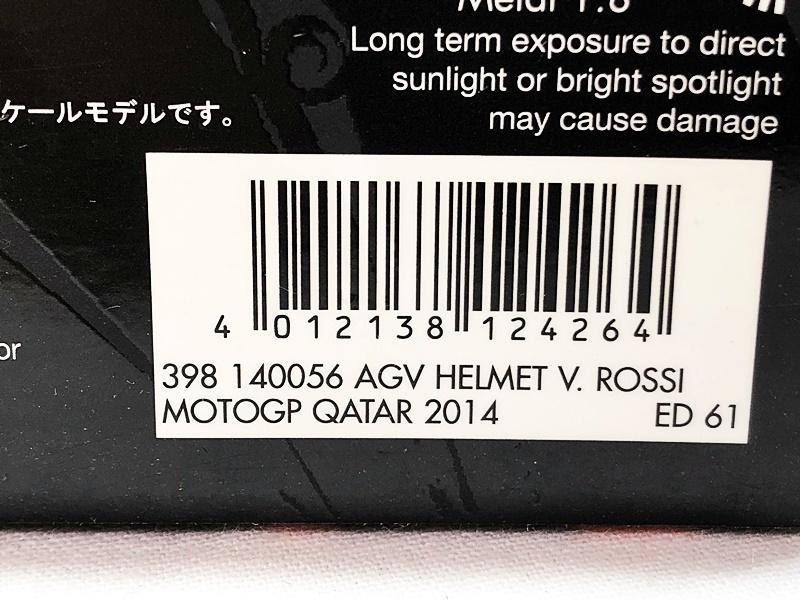 Long term exposure to direct
sunlight or bright spotlight
may cause damage
ケールモデルです。
4 012138 124264
398 140056 AGV HELMET V. ROSSI
MOTOGP QATAR 2014 ED 61
or